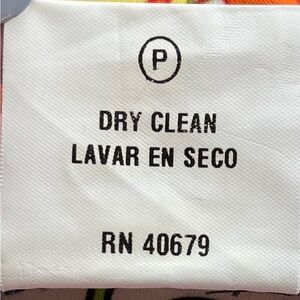 P
DRY CLEAN
LAVAR EN SECO
RN 40679